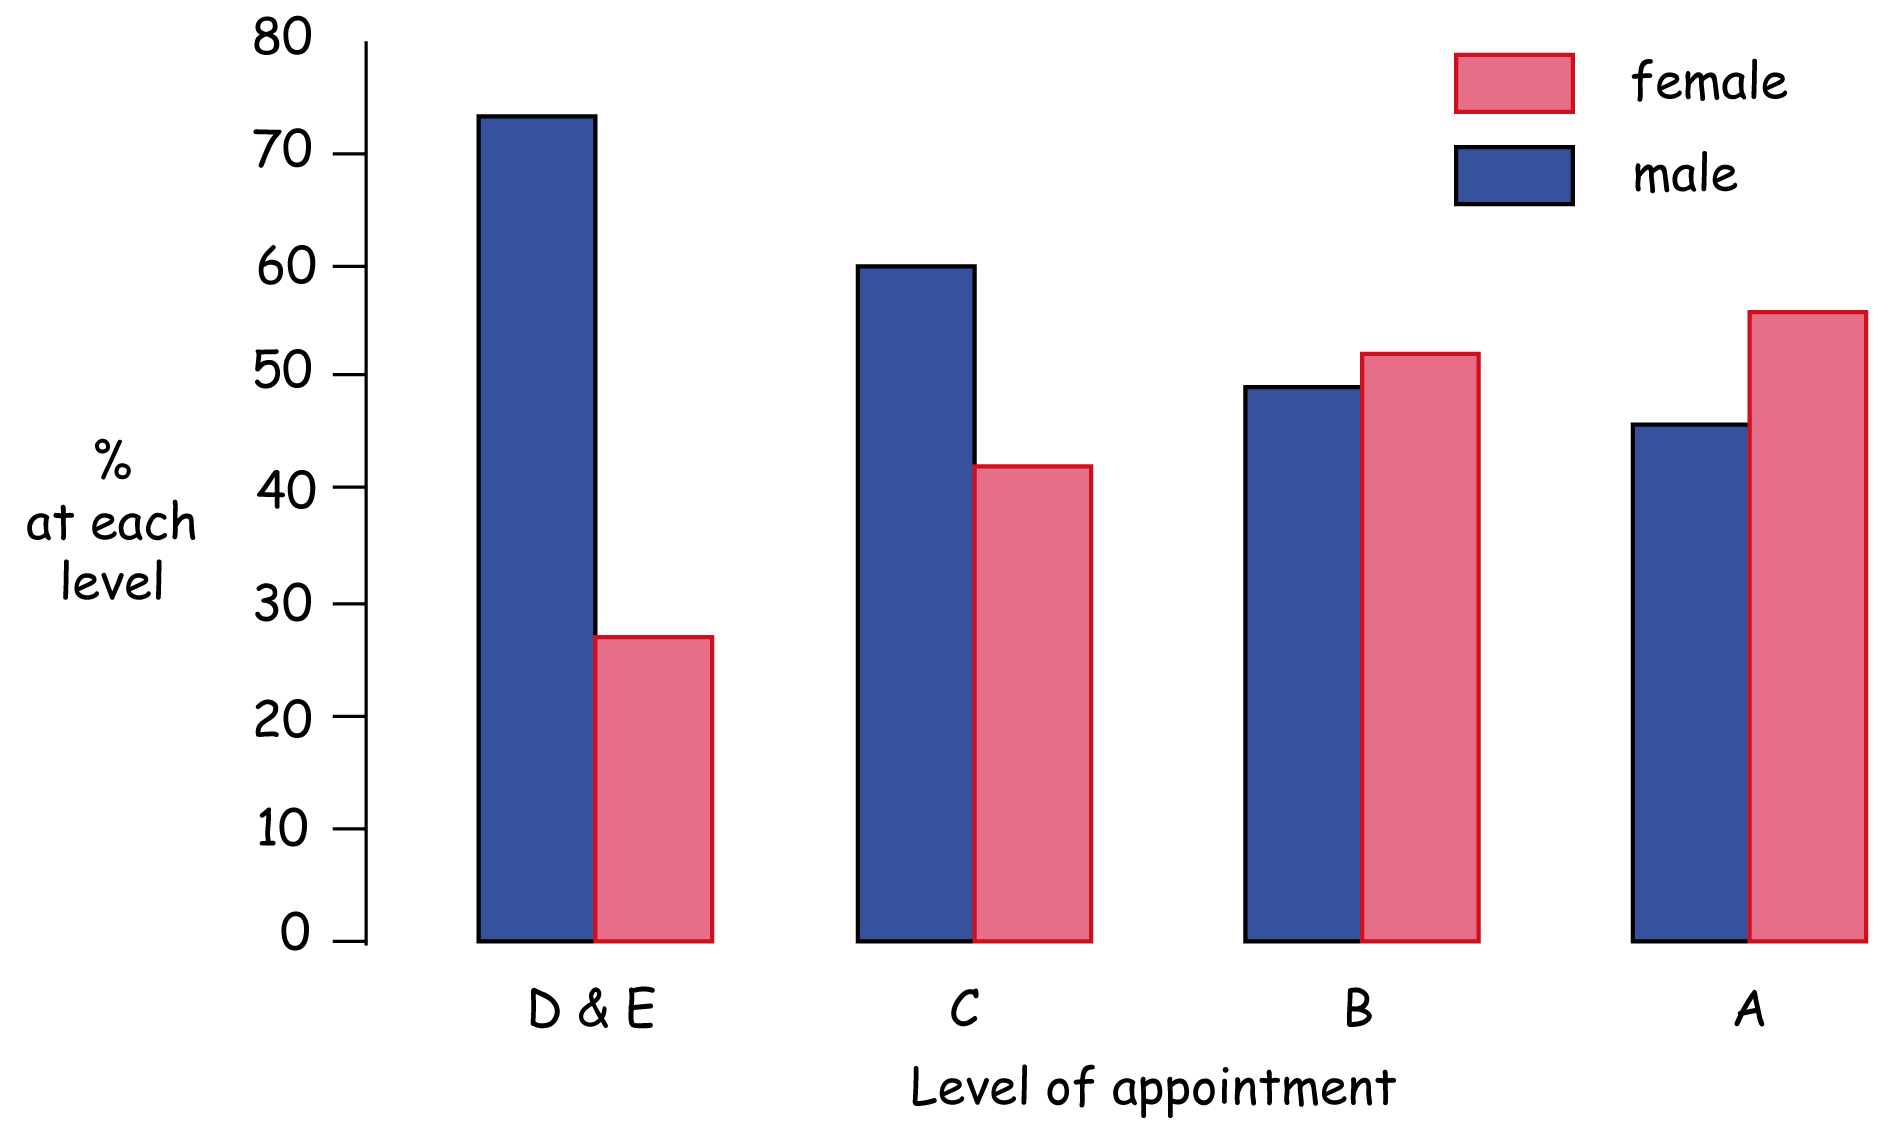 80
70
60
50
40
30
20
10
0
%
at each
level
female
male
D & E
C
B
A
Level of appointment